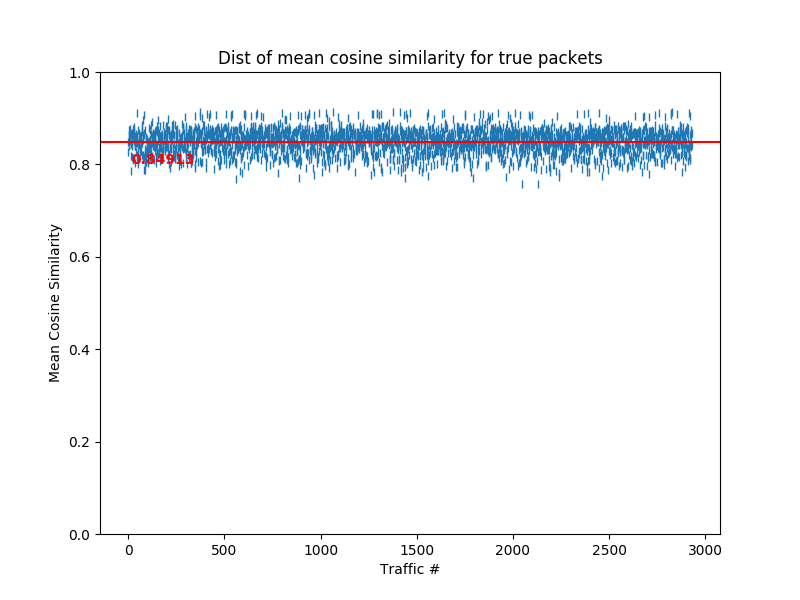 Dist of mean cosine similarity for true packets
1.0
0.8
0.6
0.4
0.2
0.0
0.84913
Mean Cosine Similarity
0 500 1000 1500 2000 2500 3000
Traffic #